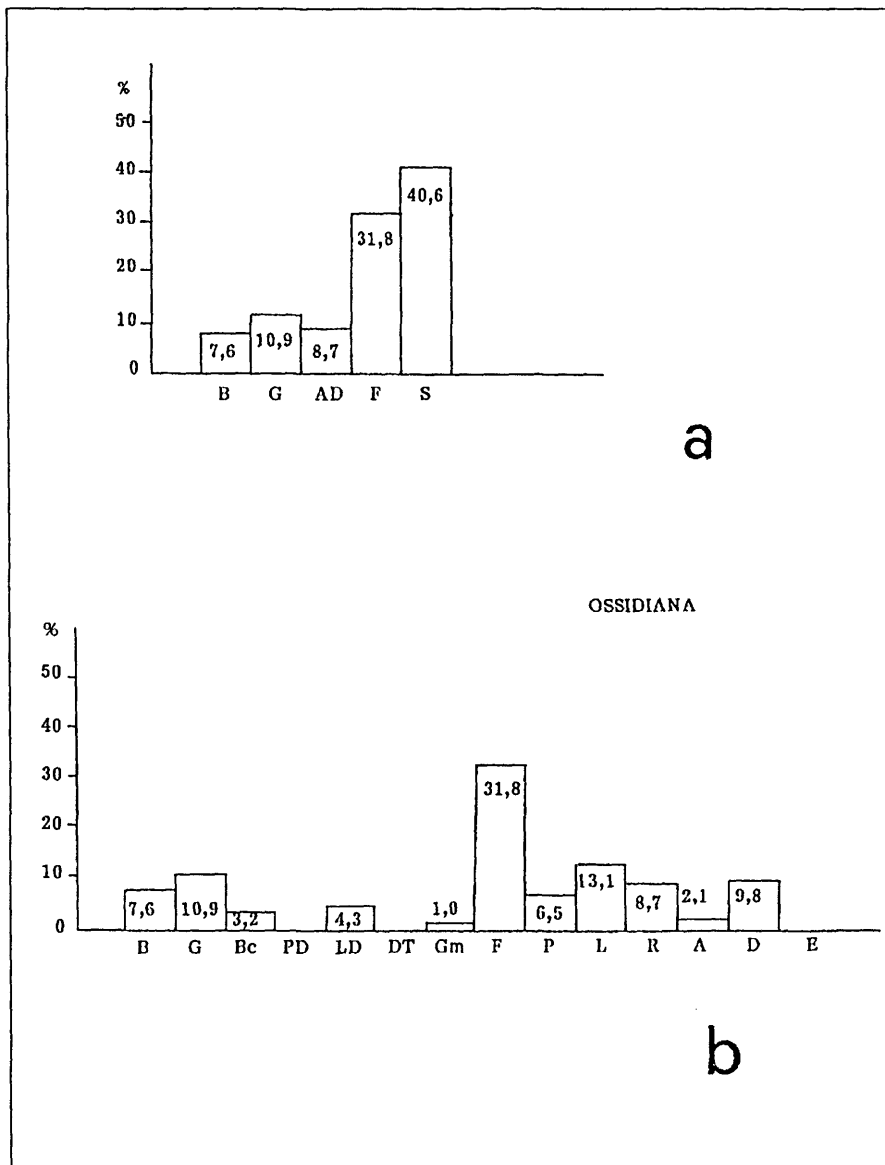 %
50
40
30
20
10
0
7,6 10,9 8,7 31,8 40,6
B G AD F S
a
OSSIDIANA
%
50
40
30
20
10
0
7,6 10,9 3,2 4,3 1,0 31,8 6,5 13,1 8,7 2,1 9,8
B G Bc PD LD DT Gm F P L R A D E
b